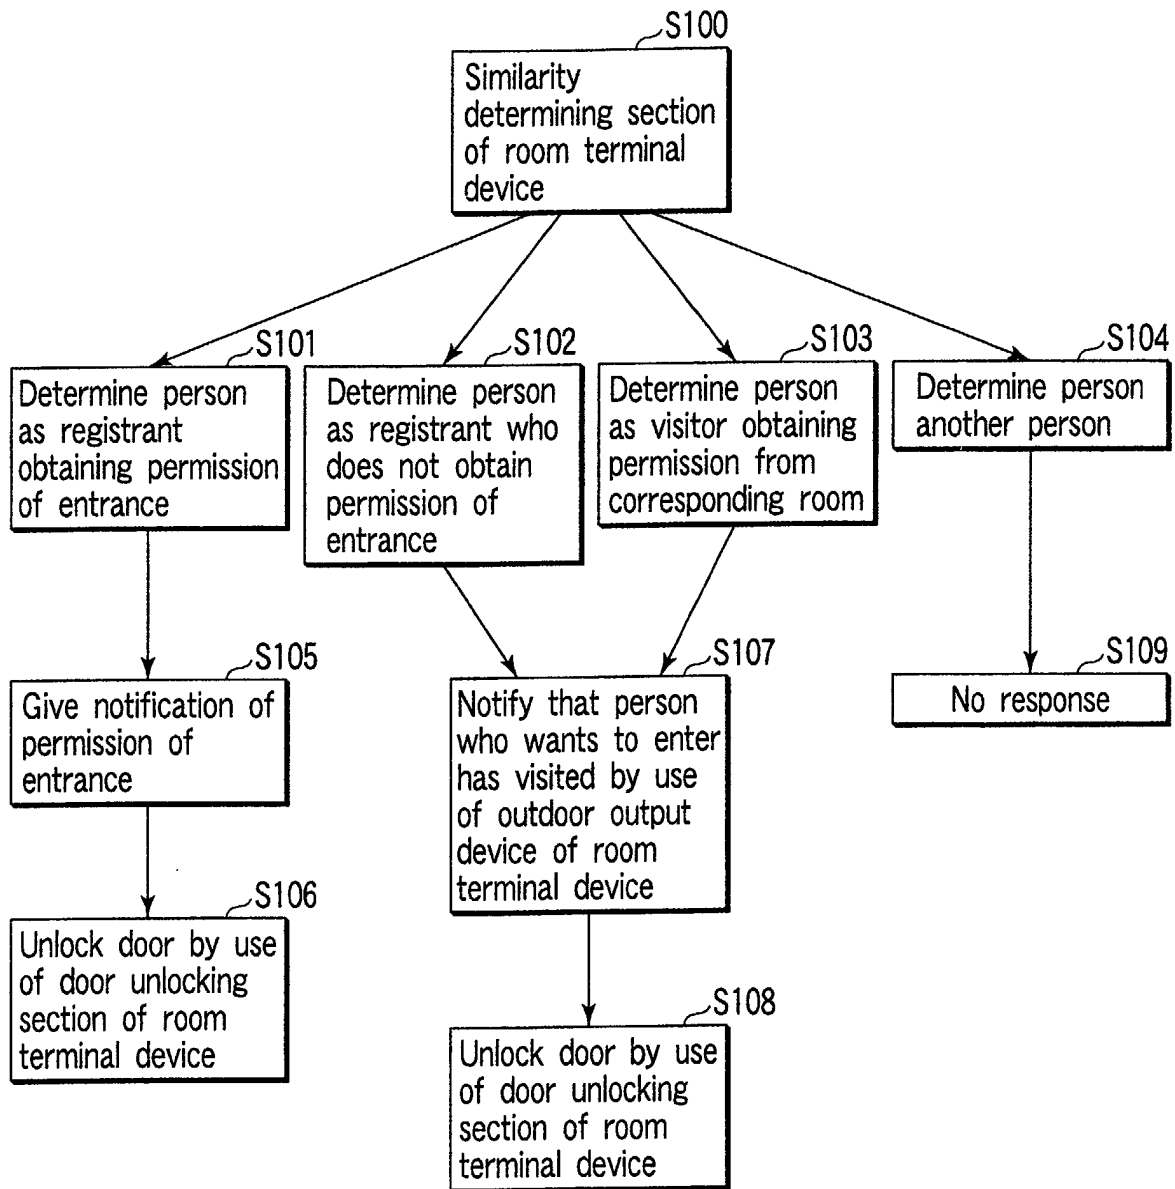 S100
Similarity
determining section
of room terminal
device
S101
Determine person
as registrant
obtaining permission
of entrance
S102
Determine person
as registrant who
does not obtain
permission of
entrance
S103
Determine person
as visitor obtaining
permission from
corresponding room
S104
Determine person
another person
S105
Give notification of
permission of
entrance
S107
Notify that person
who wants to enter
has visited by use
of outdoor output
device of room
terminal device
S109
No response
S106
Unlock door by use
of door unlocking
section of room
terminal device
S108
Unlock door by use
of door unlocking
section of room
terminal device